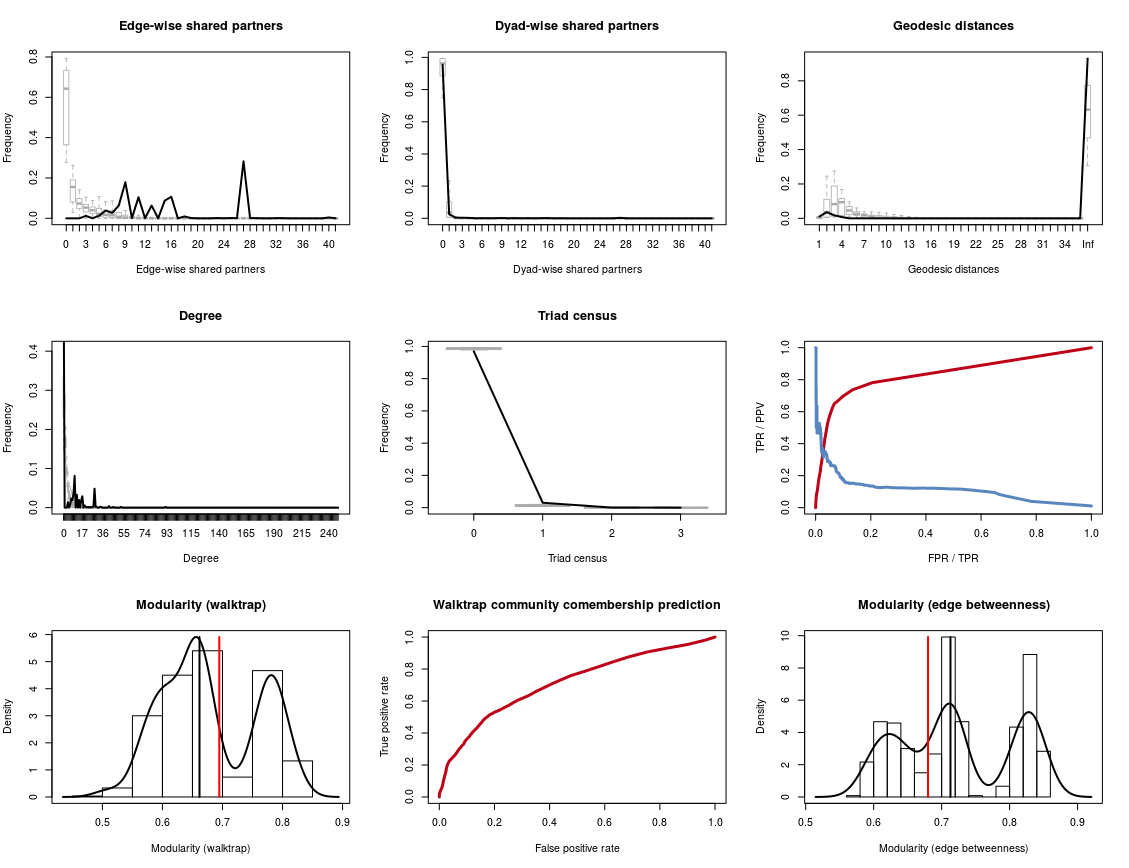 Edge-wise shared partners
Frequency
0.0 0.2 0.4 0.6 0.8
0 3 6 9 12 16 20 24 28 32 36 40
Edge-wise shared partners
Dyad-wise shared partners
Frequency
0.0 0.2 0.4 0.6 0.8 1.0
0 3 6 9 12 16 20 24 28 32 36 40
Dyad-wise shared partners
Geodesic distances
Frequency
0.0 0.2 0.4 0.6 0.8
1 4 7 10 13 16 19 22 25 28 31 34 Inf
Geodesic distances
Degree
Frequency
0.0 0.1 0.2 0.3 0.4
0 17 36 55 74 93 115 140 165 190 215 240
Degree
Triad census
Frequency
0.0 0.2 0.4 0.6 0.8 1.0
0 1 2 3
Triad census
TPR / PPV
0.0 0.2 0.4 0.6 0.8 1.0
0.0 0.2 0.4 0.6 0.8 1.0
FPR / TPR
Modularity (walktrap)
Density
0 1 2 3 4 5 6
0.5 0.6 0.7 0.8 0.9
Modularity (walktrap)
Walktrap community comembership prediction
True positive rate
0.0 0.2 0.4 0.6 0.8 1.0
0.0 0.2 0.4 0.6 0.8 1.0
False positive rate
Modularity (edge betweenness)
Density
0 2 4 6 8 10
0.5 0.6 0.7 0.8 0.9
Modularity (edge betweenness)